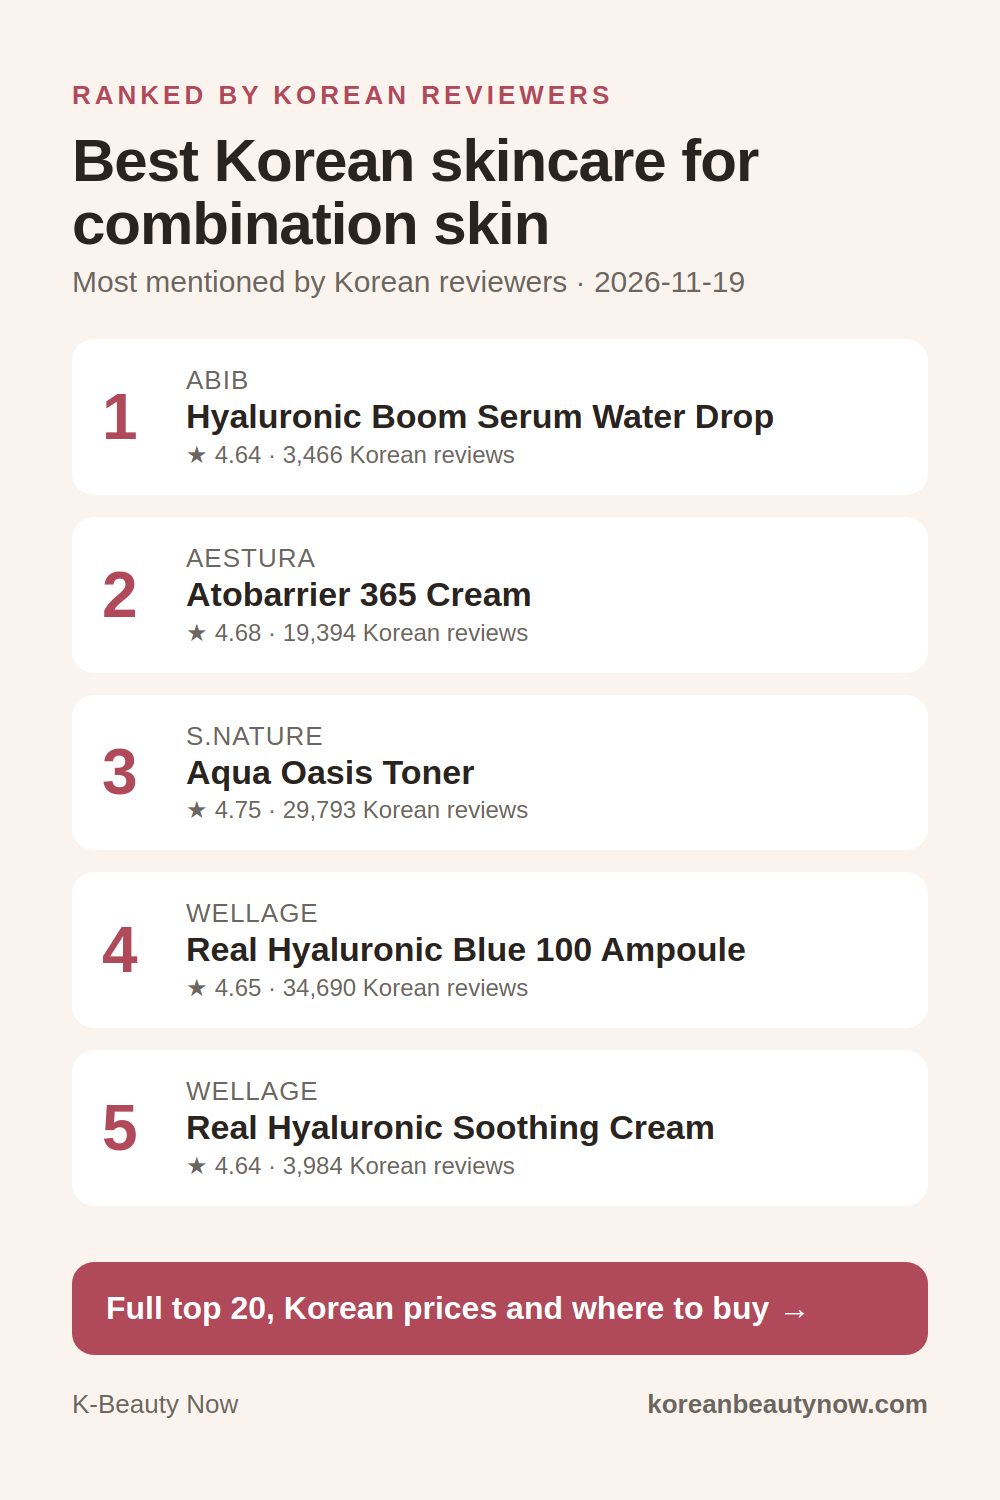 RANKED BY KOREAN REVIEWERS
Best Korean skincare for
combination skin
Most mentioned by Korean reviewers · 2026-11-19
1
ABIB
Hyaluronic Boom Serum Water Drop
★ 4.64 · 3,466 Korean reviews
2
AESTURA
Atobarrier 365 Cream
★ 4.68 · 19,394 Korean reviews
3
S.NATURE
Aqua Oasis Toner
★ 4.75 · 29,793 Korean reviews
4
WELLAGE
Real Hyaluronic Blue 100 Ampoule
★ 4.65 · 34,690 Korean reviews
5
WELLAGE
Real Hyaluronic Soothing Cream
★ 4.64 · 3,984 Korean reviews
Full top 20, Korean prices and where to buy →
K-Beauty Now
koreanbeautynow.com